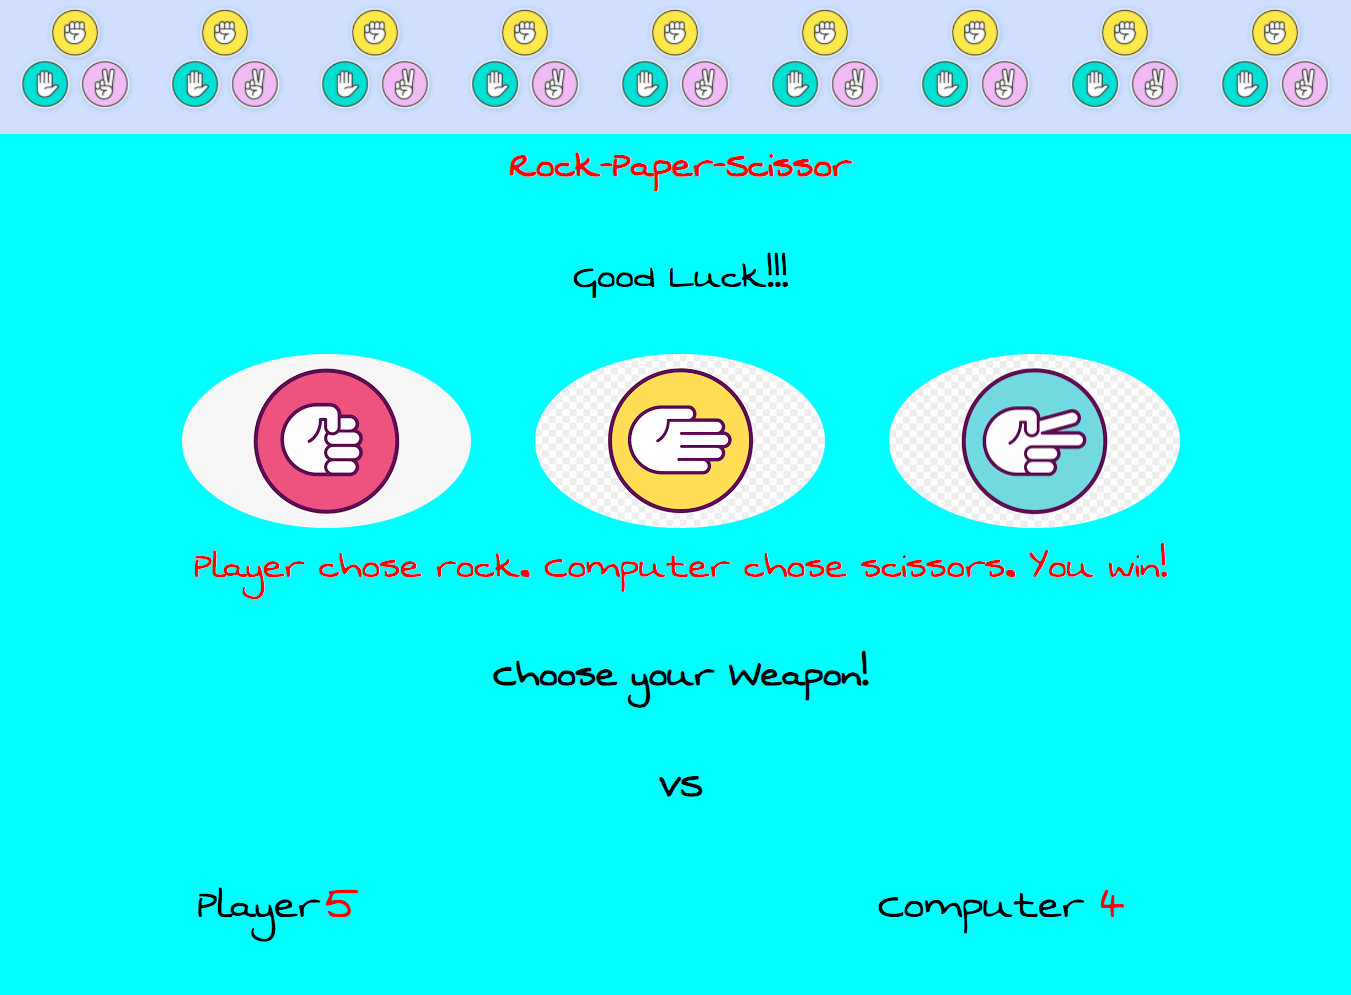 Rock-Paper-Scissor
Good Luck!!!
Player chose rock. Computer chose scissors. You win!
Choose your Weapon!
VS
Player 5
Computer 4